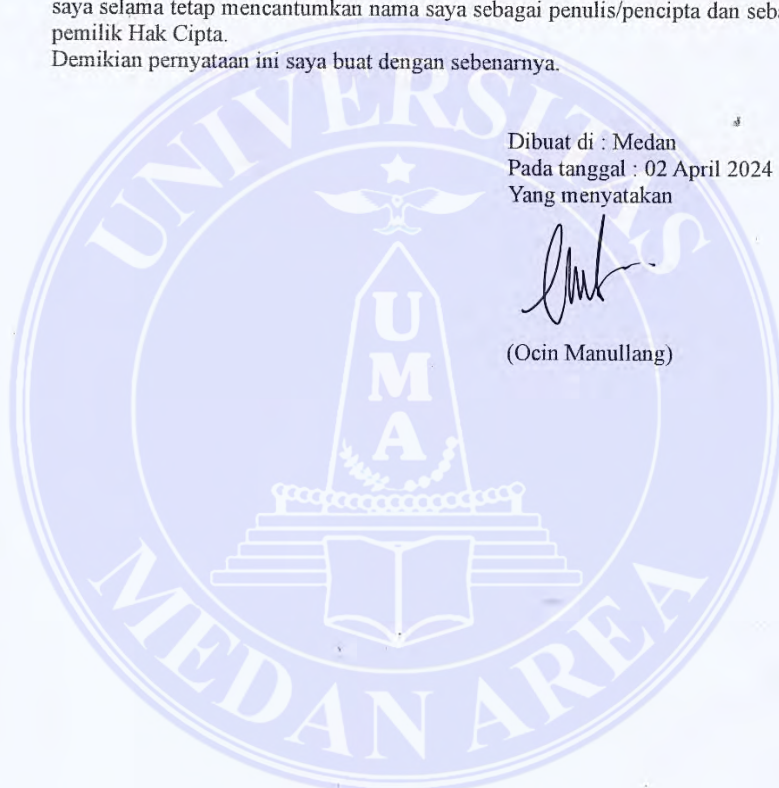 saya selama tetap mencantumkan nama saya sebagai penulis/pencipta dan
pemilik Hak Cipta.
Demikian pernyataan ini saya buat dengan sebenarnya.
Dibuat di : Medan
Pada tanggal : 02 April 2024
Yang menyatakan
(Ocin Manullang)
UNIVERSITAS
U
M
A
MEDAN AREA